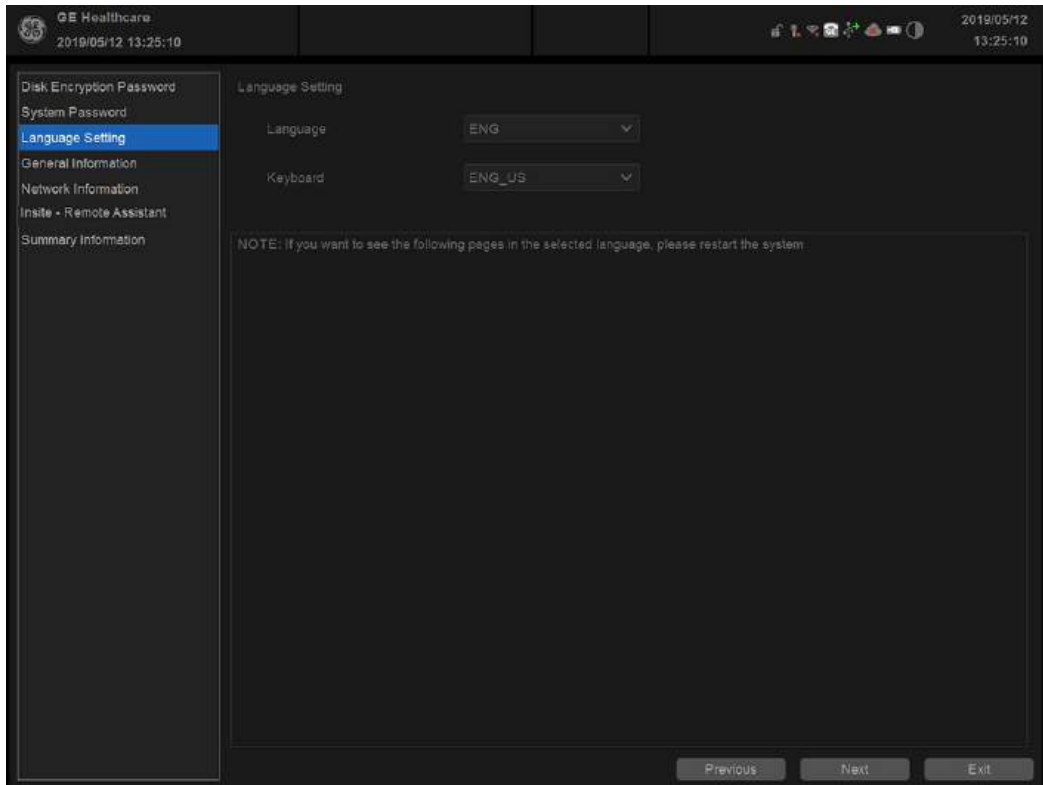 GE Healthcare
2019/05/12 13:25:10
2019/05/12
13:25:10
Disk Encryption Password
System Password
Language Setting
General Information
Network Information
Insite - Remote Assistant
Summary Information
Language Setting
Language ENG
Keyboard ENG_US
NOTE: If you want to see the following pages in the selected language, please restart the system
Previous Next Exit